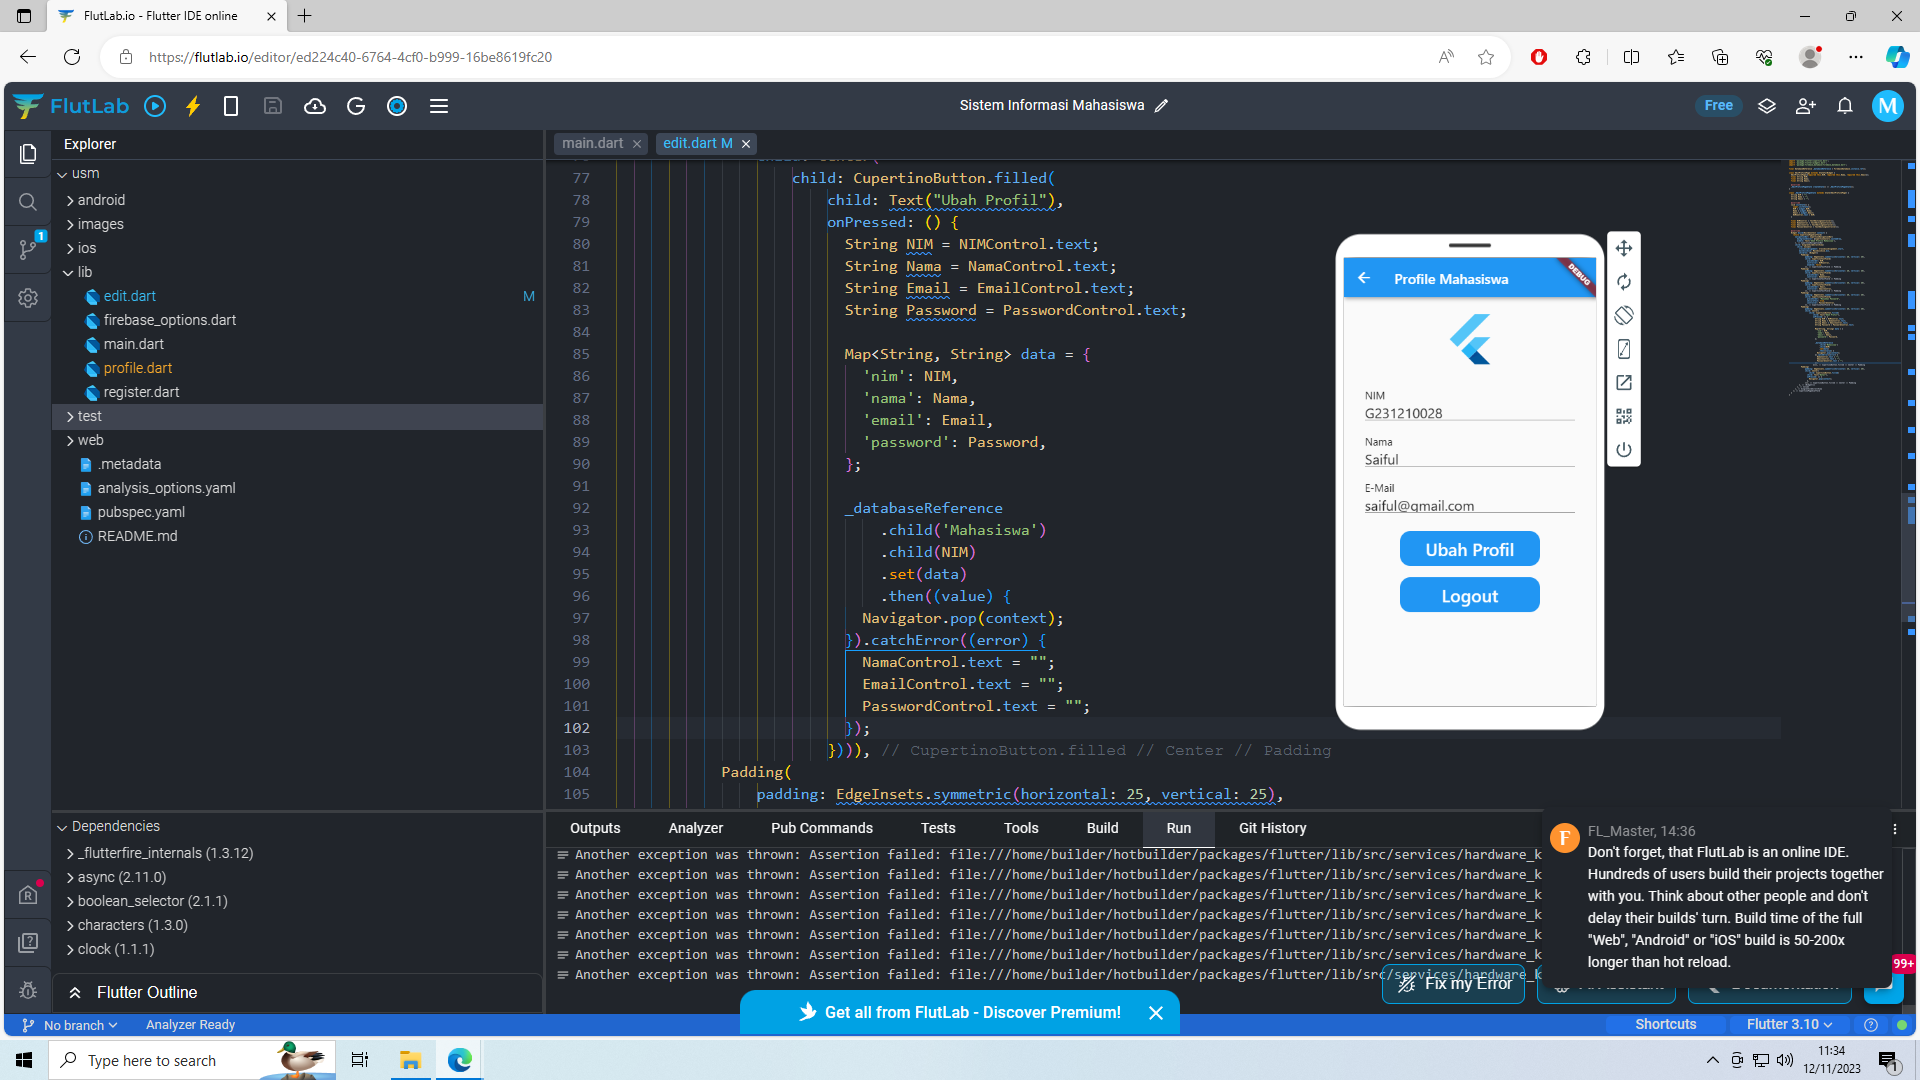 FlutLab.io - Flutter IDE online
https://flutlab.io/editor/ed224c40-6764-4cf0-b999-16be8619fc20
FlutLab
Sistem Informasi Mahasiswa
Free
M
Explorer
main.dart
edit.dart M
usm
android
images
ios
lib
edit.dart M
firebase_options.dart
main.dart
profile.dart
register.dart
test
web
.metadata
analysis_options.yaml
pubspec.yaml
README.md
1
77 child: CupertinoButton.filled(
78 child: Text("Ubah Profil"),
79 onPressed: () {
80 String NIM = NIMControl.text;
81 String Nama = NamaControl.text;
82 String Email = EmailControl.text;
83 String Password = PasswordControl.text;
84
85 Map<String, String> data = {
86 'nim': NIM,
87 'nama': Nama,
88 'email': Email,
89 'password': Password,
90 };
91
92 _databaseReference
93 .child('Mahasiswa')
94 .child(NIM)
95 .set(data)
96 .then((value) {
97 Navigator.pop(context);
98 }).catchError((error) {
99 NamaControl.text = "";
100 EmailControl.text = "";
101 PasswordControl.text = "";
102 });
103 }))), // CupertinoButton.filled // Center // Padding
104 Padding(
105 padding: EdgeInsets.symmetric(horizontal: 25, vertical: 25),
Profile Mahasiswa
DEBUG
NIM
G231210028
Nama
Saiful
E-Mail
saiful@gmail.com
Ubah Profil
Logout
Dependencies
_flutterfire_internals (1.3.12)
async (2.11.0)
boolean_selector (2.1.1)
characters (1.3.0)
clock (1.1.1)
Flutter Outline
Outputs
Analyzer
Pub Commands
Tests
Tools
Build
Run
Git History
Another exception was thrown: Assertion failed: file:///home/builder/hotbuilder/packages/flutter/lib/src/services/hardware_k
Another exception was thrown: Assertion failed: file:///home/builder/hotbuilder/packages/flutter/lib/src/services/hardware_k
Another exception was thrown: Assertion failed: file:///home/builder/hotbuilder/packages/flutter/lib/src/services/hardware_k
Another exception was thrown: Assertion failed: file:///home/builder/hotbuilder/packages/flutter/lib/src/services/hardware_k
Another exception was thrown: Assertion failed: file:///home/builder/hotbuilder/packages/flutter/lib/src/services/hardware_k
Another exception was thrown: Assertion failed: file:///home/builder/hotbuilder/packages/flutter/lib/src/services/hardware_k
Another exception was thrown: Assertion failed: file:///home/builder/hotbuilder/packages/flutter/lib/src/services/hardware_k
F
FL_Master, 14:36
Don't forget, that FlutLab is an online IDE.
Hundreds of users build their projects together
with you. Think about other people and don't
delay their builds' turn. Build time of the full
"Web", "Android" or "iOS" build is 50-200x
longer than hot reload.
99+
Fix my Error
Get all from FlutLab - Discover Premium!
No branch
Analyzer Ready
Shortcuts
Flutter 3.10
Type here to search
11:34
12/11/2023
1